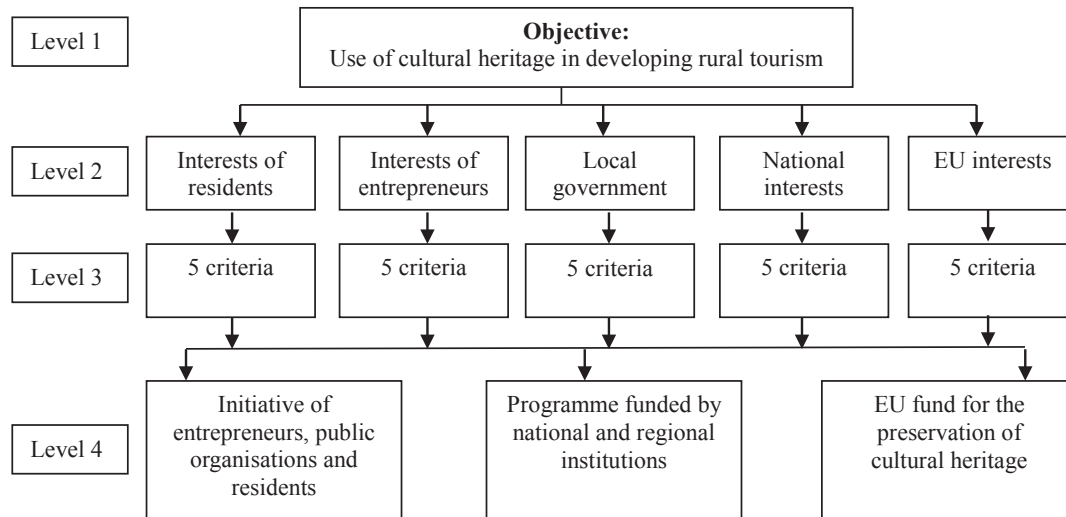 Level 1
Objective:
Use of cultural heritage in developing rural tourism
Level 2
Interests of
residents
Interests of
entrepreneurs
Local
government
National
interests
EU interests
Level 3
5 criteria
5 criteria
5 criteria
5 criteria
5 criteria
Level 4
Initiative of
entrepreneurs, public
organisations and
residents
Programme funded by
national and regional
institutions
EU fund for the
preservation of
cultural heritage